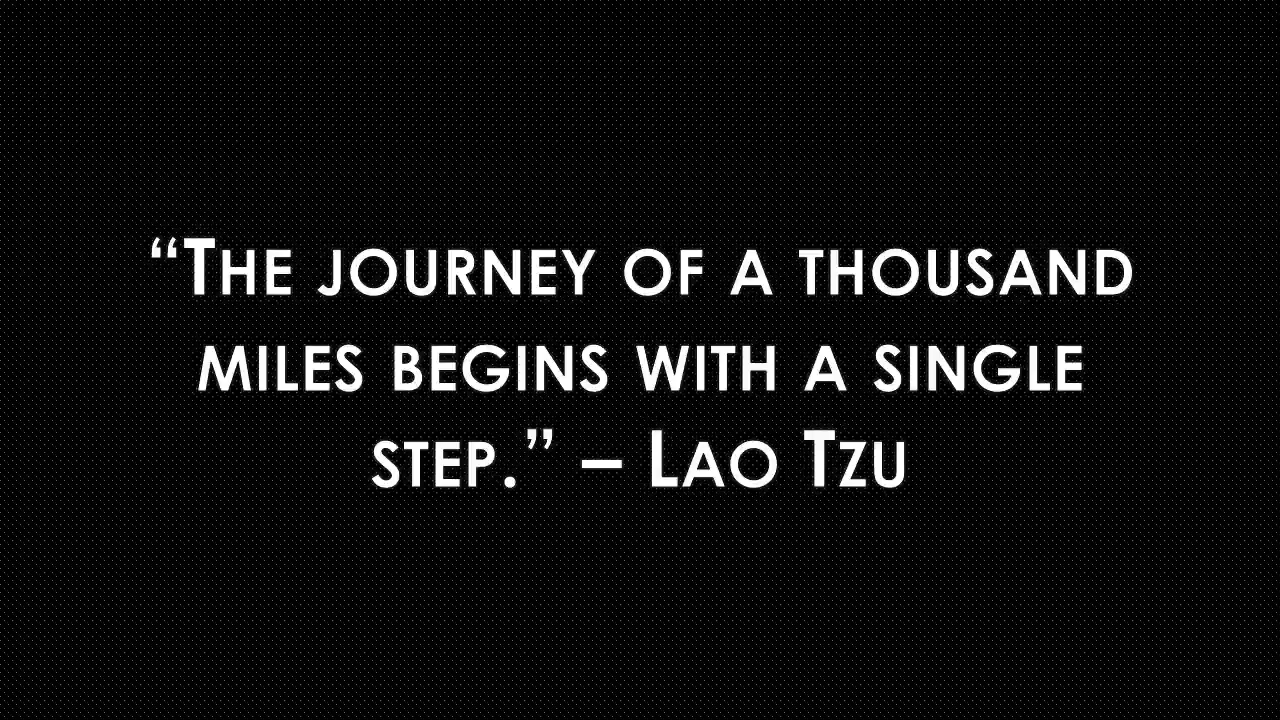 “The journey of a thousand
miles begins with a single
step.” – Lao Tzu